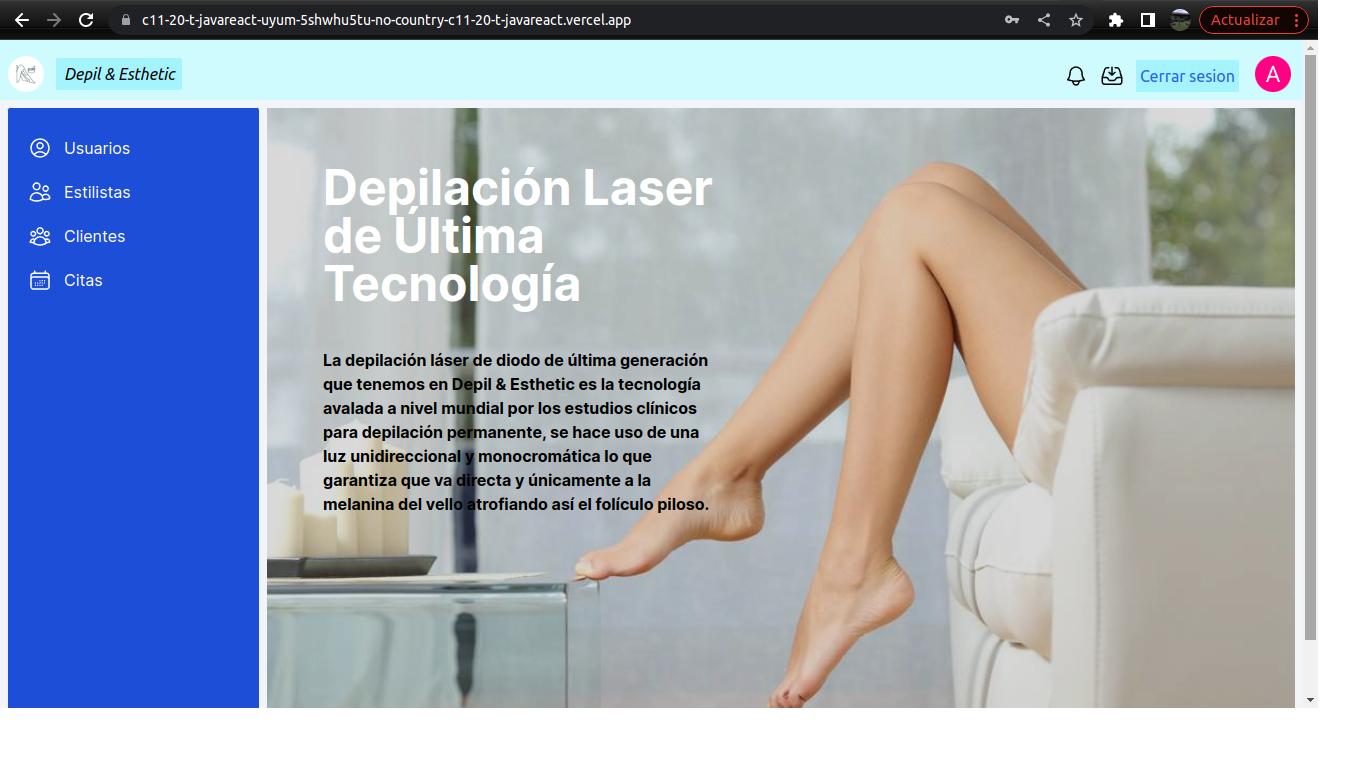 c11-20-t-javareact-uyum-5shwhu5tu-no-country-c11-20-t-javareact.vercel.app
Actualizar
Depil & Esthetic
Cerrar sesion
A
Usuarios
Estilistas
Clientes
Citas
Depilación Laser
de Última
Tecnología
La depilación láser de diodo de última generación
que tenemos en Depil & Esthetic es la tecnología
avalada a nivel mundial por los estudios clínicos
para depilación permanente, se hace uso de una
luz unidireccional y monocromática lo que
garantiza que va directa y únicamente a la
melanina del vello atrofiando así el folículo piloso.